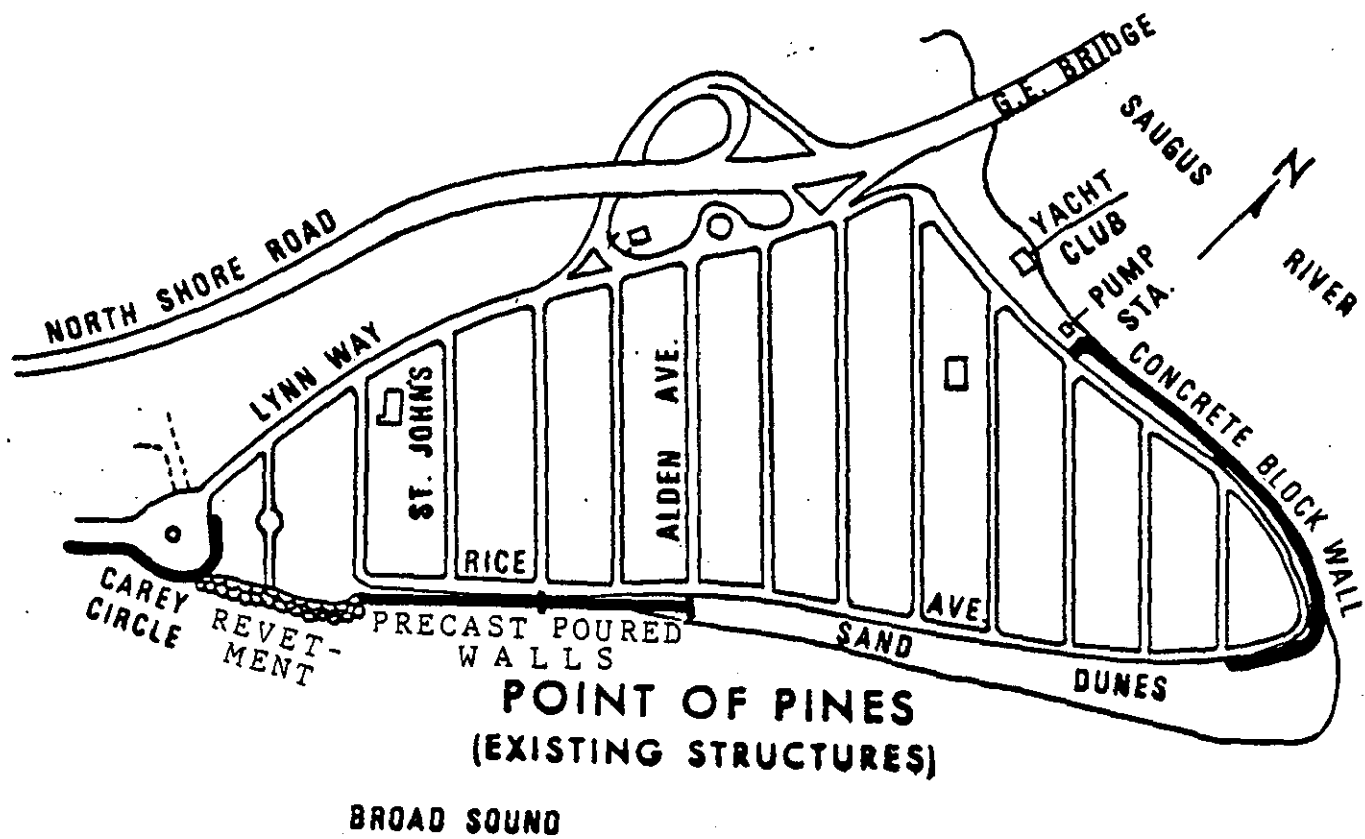 G.E. BRIDGE
SAUGUS
RIVER
N
YACHT
CLUB
PUMP
STA.
NORTH SHORE ROAD
LYNN WAY
ST. JOHN'S
ALDEN AVE.
CONCRETE BLOCK WALL
RICE
AVE.
CAREY
CIRCLE
REVET-
MENT
PRECAST POURED
WALLS
SAND
DUNES
POINT OF PINES
(EXISTING STRUCTURES)
BROAD SOUND